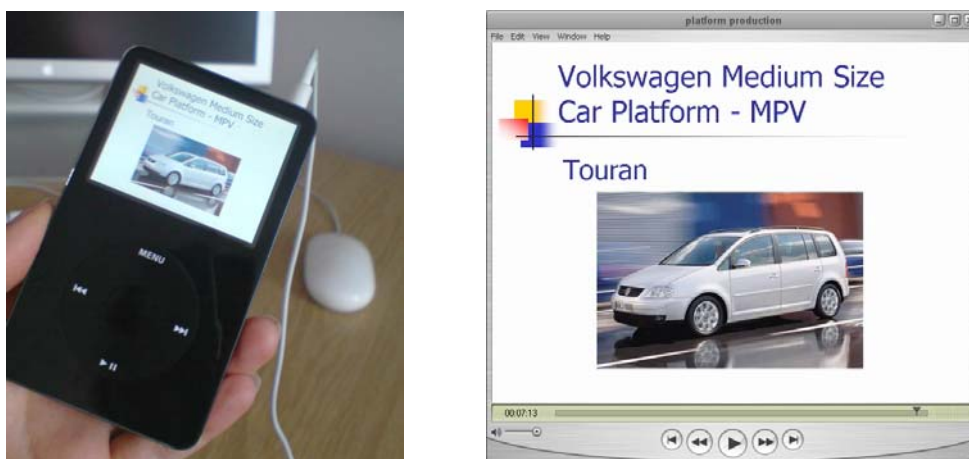 Volkswagen Medium Size
Car Platform - MPV
Touran
MENU
platform production
File Edit View Window Help
Volkswagen Medium Size
Car Platform - MPV
Touran
00:07:13